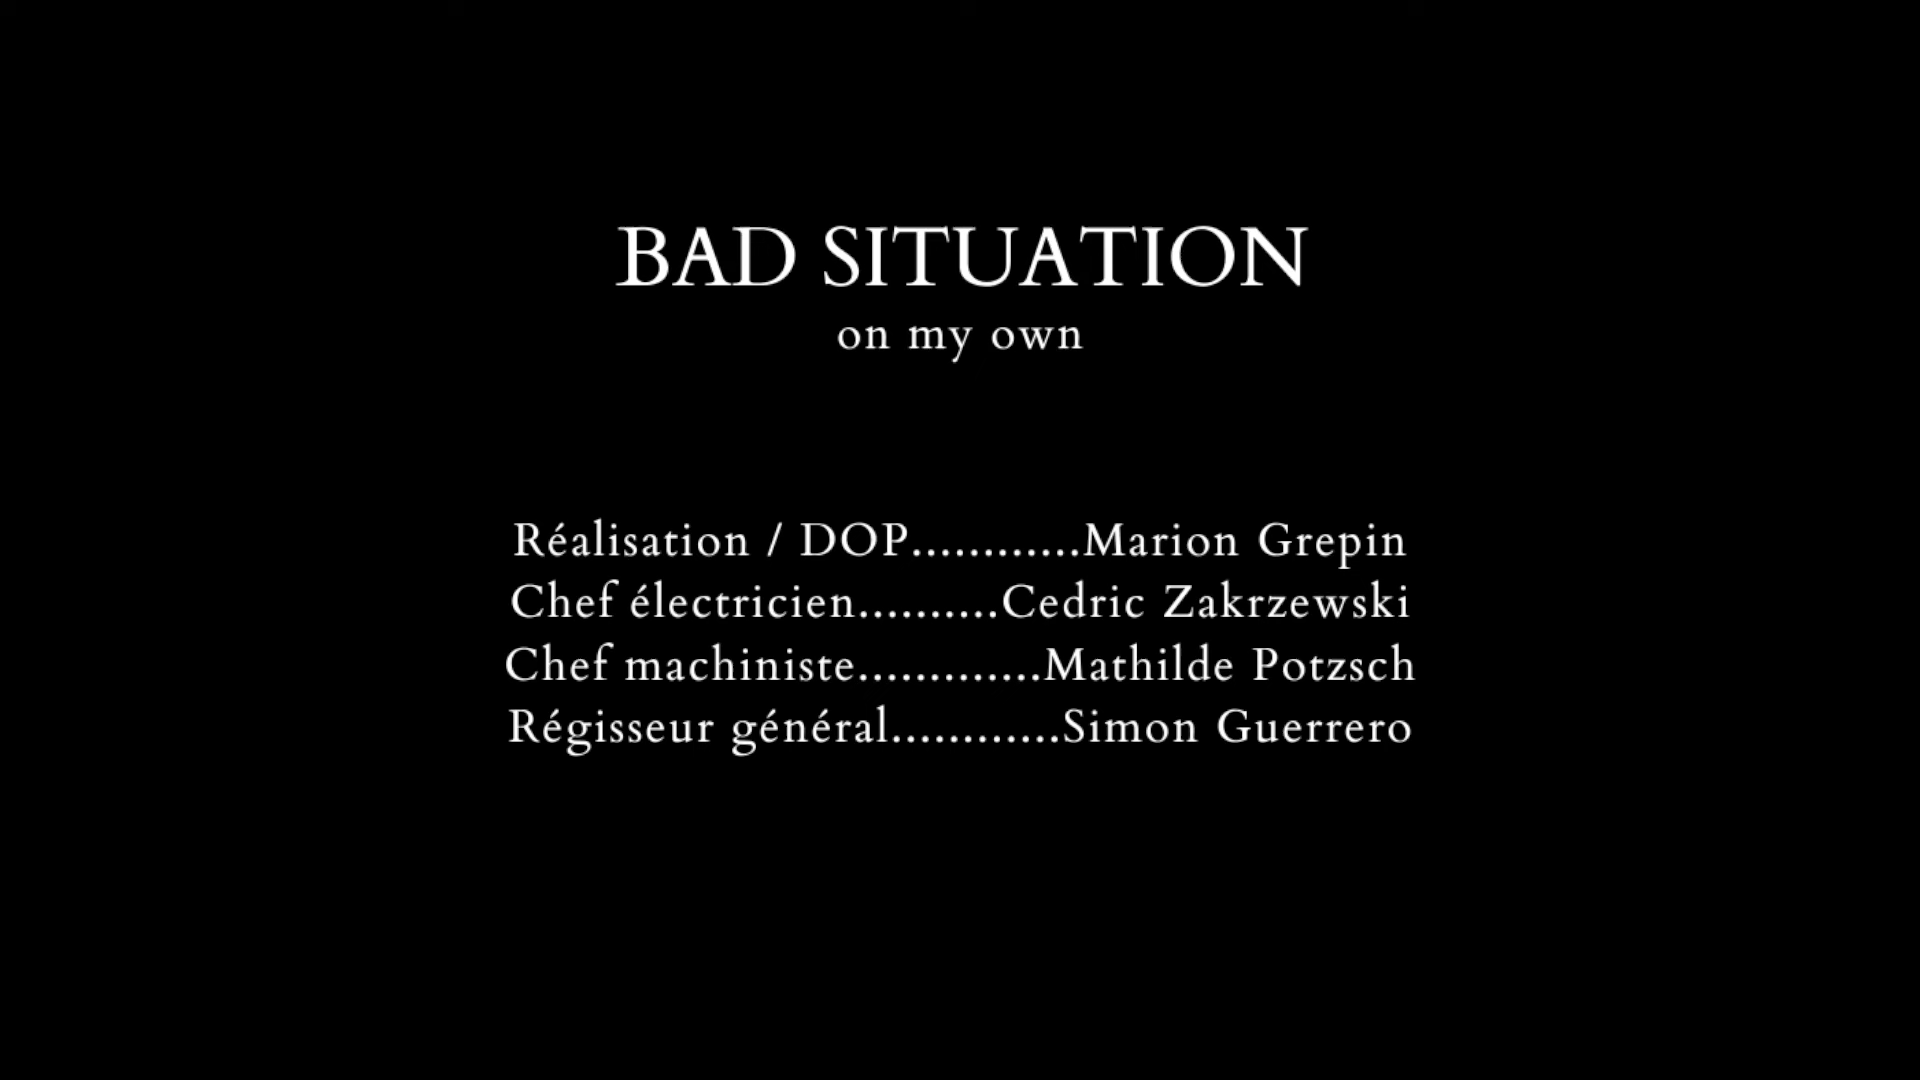 BAD SITUATION
on my own
Réalisation / DOP............Marion Grepin
Chef électricien..........Cedric Zakrzewski
Chef machiniste.............Mathilde Potzsch
Régisseur général............Simon Guerrero